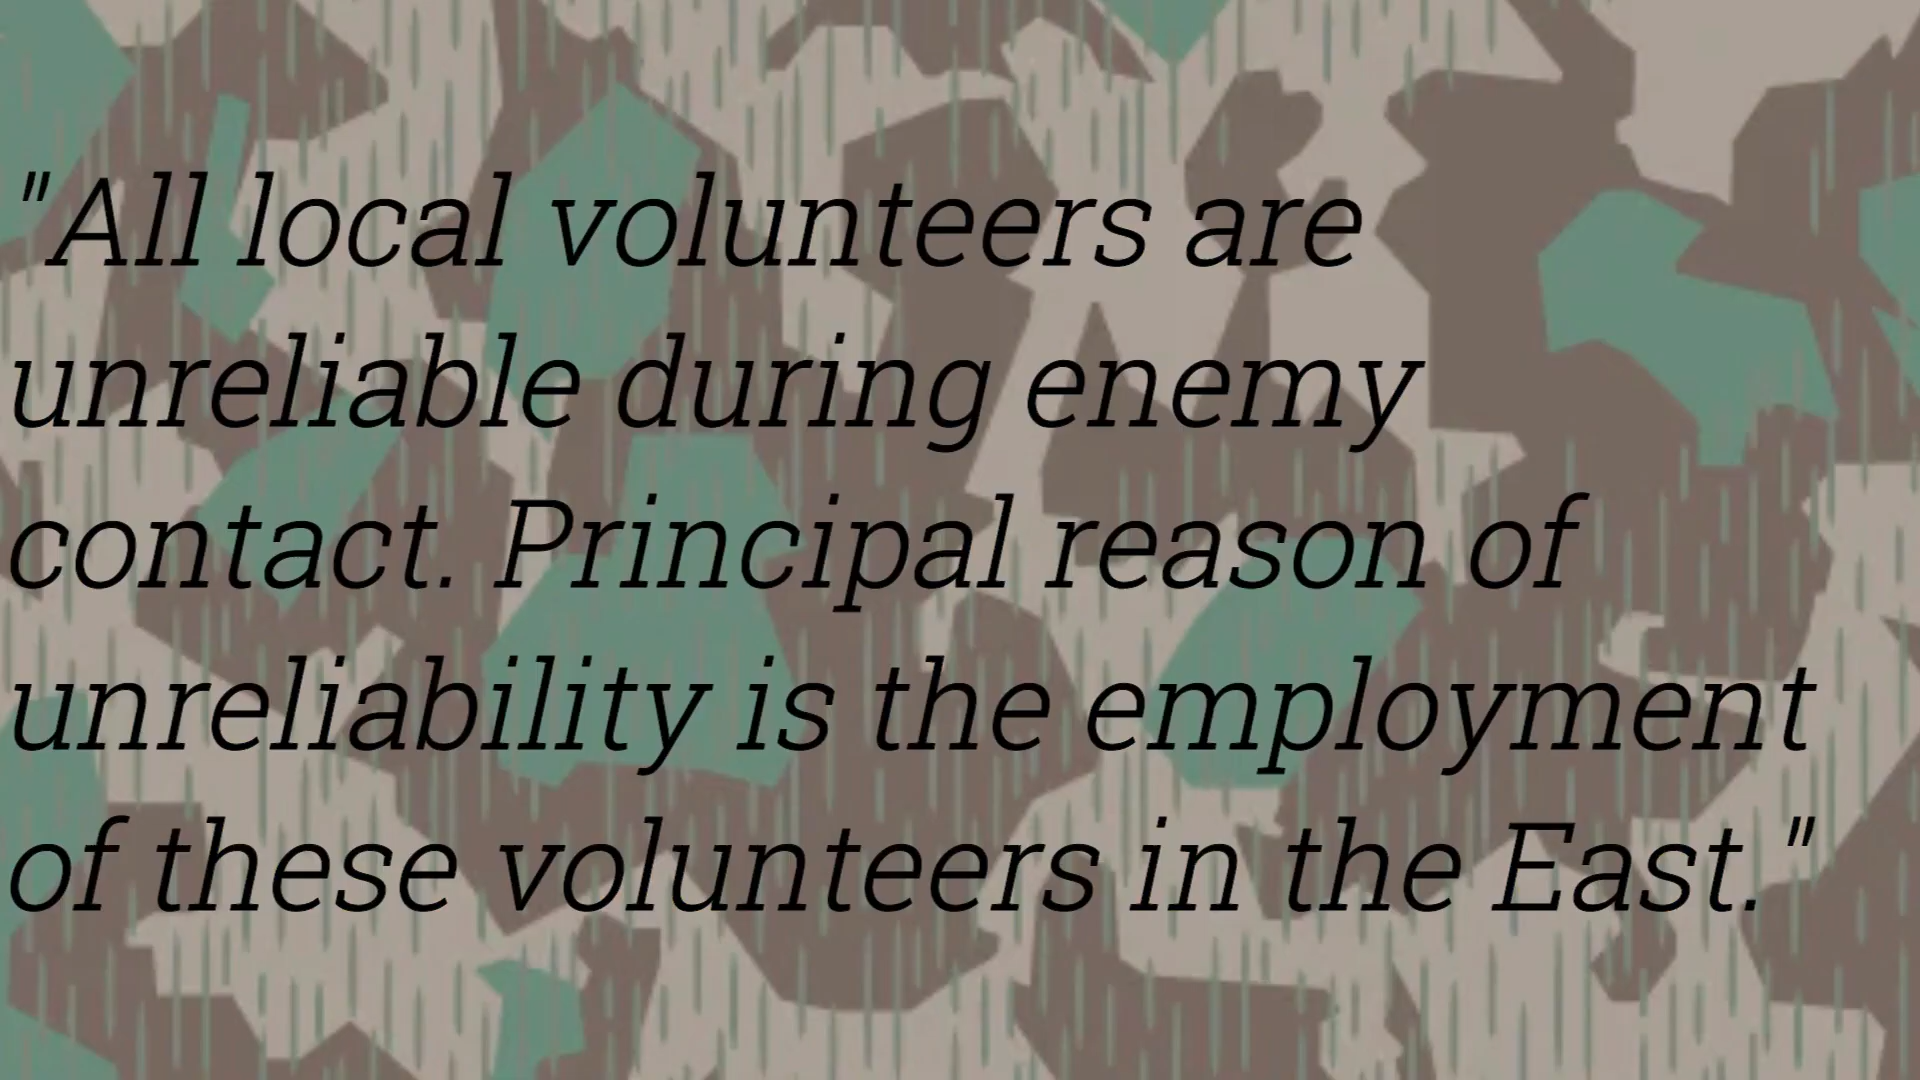 "All local volunteers are
unreliable during enemy
contact. Principal reason of
unreliability is the employment
of these volunteers in the East."